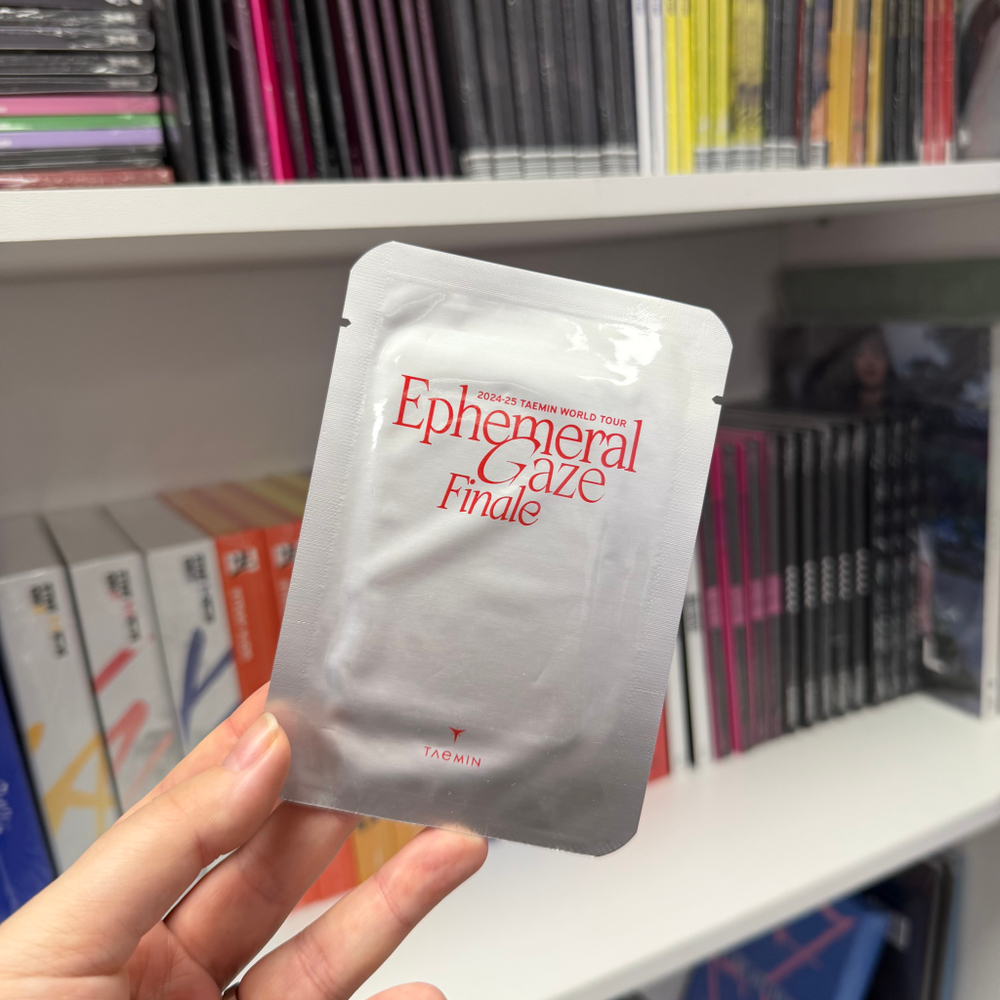 2024-25 TAEMIN WORLD TOUR
Ephemeral
Gaze
Finale
TAEMIN